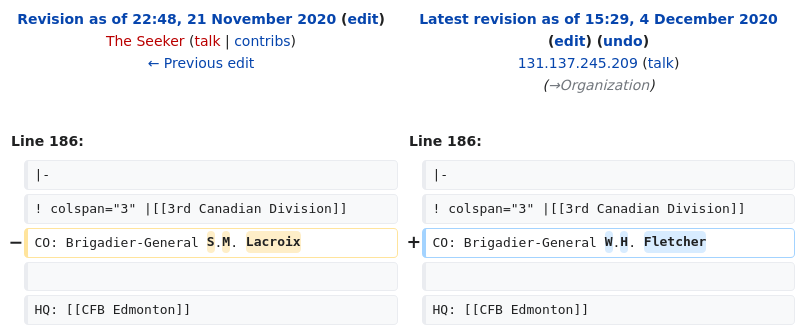 Revision as of 22:48, 21 November 2020 (edit)
The Seeker (talk | contribs)
← Previous edit
Latest revision as of 15:29, 4 December 2020
(edit) (undo)
131.137.245.209 (talk)
(→Organization)
Line 186:
Line 186:
|-
|-
! colspan="3" |[[3rd Canadian Division]]
! colspan="3" |[[3rd Canadian Division]]
− CO: Brigadier-General S.M. Lacroix
+ CO: Brigadier-General W.H. Fletcher
HQ: [[CFB Edmonton]]
HQ: [[CFB Edmonton]]